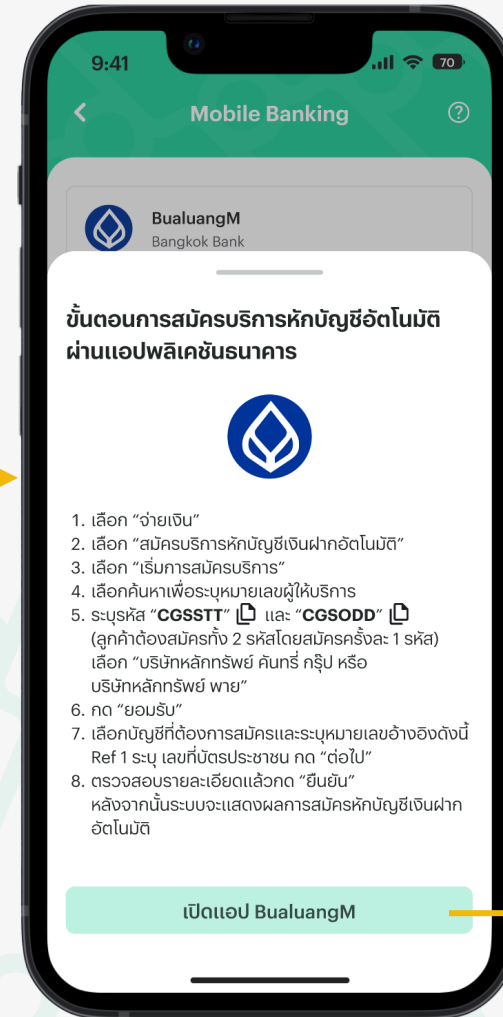 9:41
70
Mobile Banking
BualuangM
Bangkok Bank
ขั้นตอนการสมัครบริการหักบัญชีอัตโนมัติ
ผ่านแอปพลิเคชันธนาคาร
1. เลือก “จ่ายเงิน”
2. เลือก “สมัครบริการหักบัญชีเงินฝากอัตโนมัติ”
3. เลือก “เริ่มการสมัครบริการ”
4. เลือกค้นหาเพื่อระบุหมายเลขผู้ให้บริการ
5. ระบุรหัส “CGSSTT” และ “CGSODD”
(ลูกค้าต้องสมัครทั้ง 2 รหัสโดยสมัครครั้งละ 1 รหัส)
เลือก “บริษัทหลักทรัพย์ คันทรี่ กรุ๊ป หรือ
บริษัทหลักทรัพย์ พาย”
6. กด “ยอมรับ”
7. เลือกบัญชีที่ต้องการสมัครและระบุหมายเลขอ้างอิงดังนี้
Ref 1 ระบุ เลขที่บัตรประชาชน กด “ต่อไป”
8. ตรวจสอบรายละเอียดแล้วกด “ยืนยัน”
หลังจากนั้นระบบจะแสดงผลการสมัครหักบัญชีเงินฝาก
อัตโนมัติ
เปิดแอป BualuangM